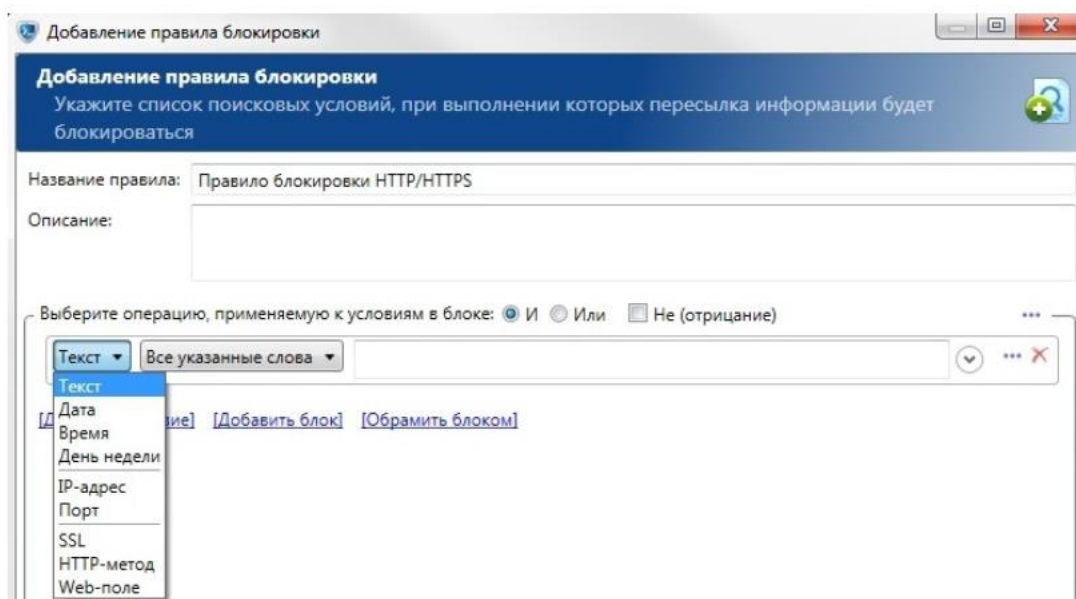 Добавление правила блокировки
Добавление правила блокировки
Укажите список поисковых условий, при выполнении которых пересылка информации будет
блокироваться
Название правила: Правило блокировки HTTP/HTTPS
Описание:
Выберите операцию, применяемую к условиям в блоке: И Или Не (отрицание)
Текст Все указанные слова
Текст
Дата
[Добавить блок] [Обрамить блоком]
Время
День недели
IP-адрес
Порт
SSL
HTTP-метод
Web-поле